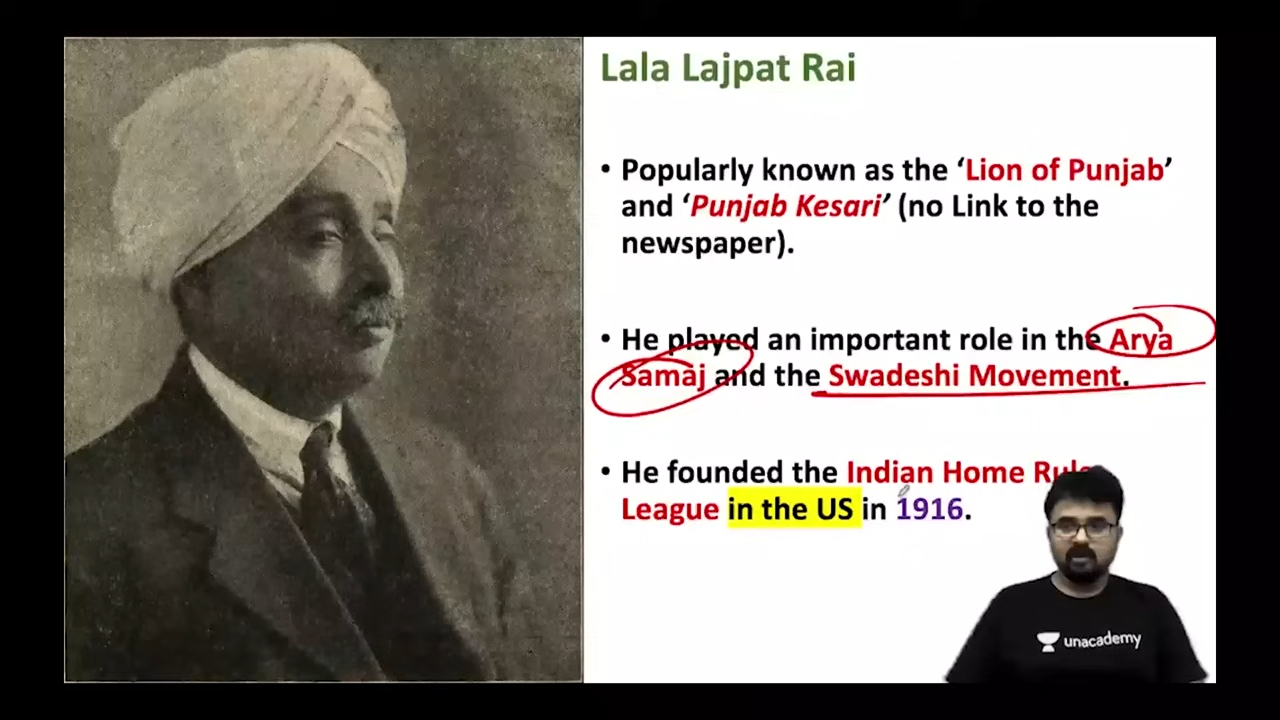 Lala Lajpat Rai
• Popularly known as the ‘Lion of Punjab’
and ‘Punjab Kesari’ (no Link to the
newspaper).
• He played an important role in the Arya
Samaj and the Swadeshi Movement.
• He founded the Indian Home Rule
League in the US in 1916.
unacademy